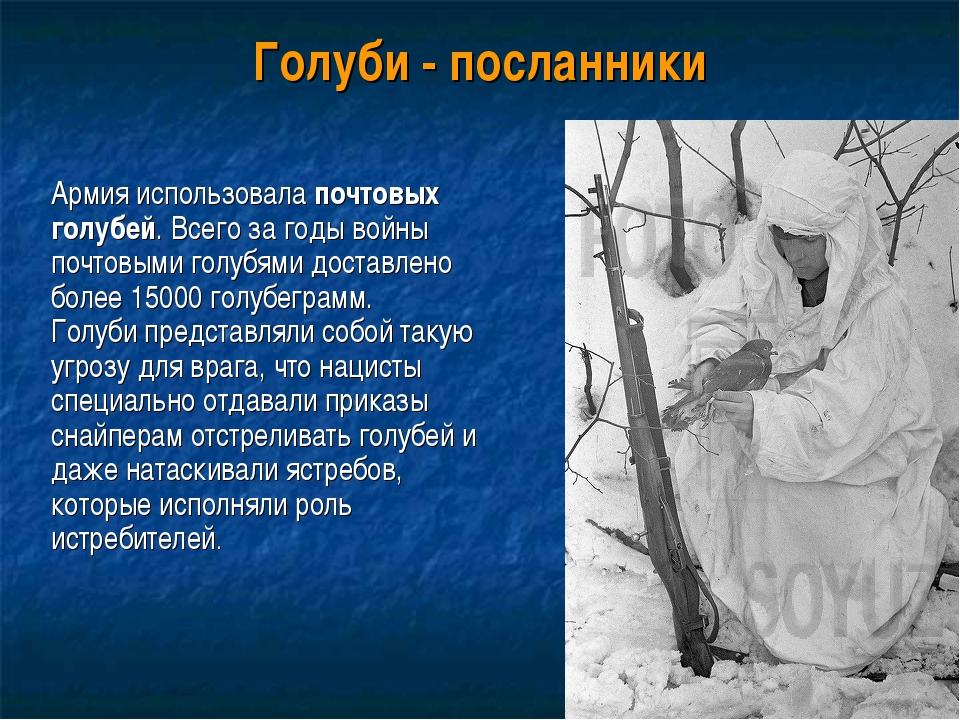 Голуби - посланники
Армия использовала почтовых
голубей. Всего за годы войны
почтовыми голубями доставлено
более 15000 голубеграмм.
Голуби представляли собой такую
угрозу для врага, что нацисты
специально отдавали приказы
снайперам отстреливать голубей и
даже натаскивали ястребов,
которые исполняли роль
истребителей.
FOTO
SOYUZ